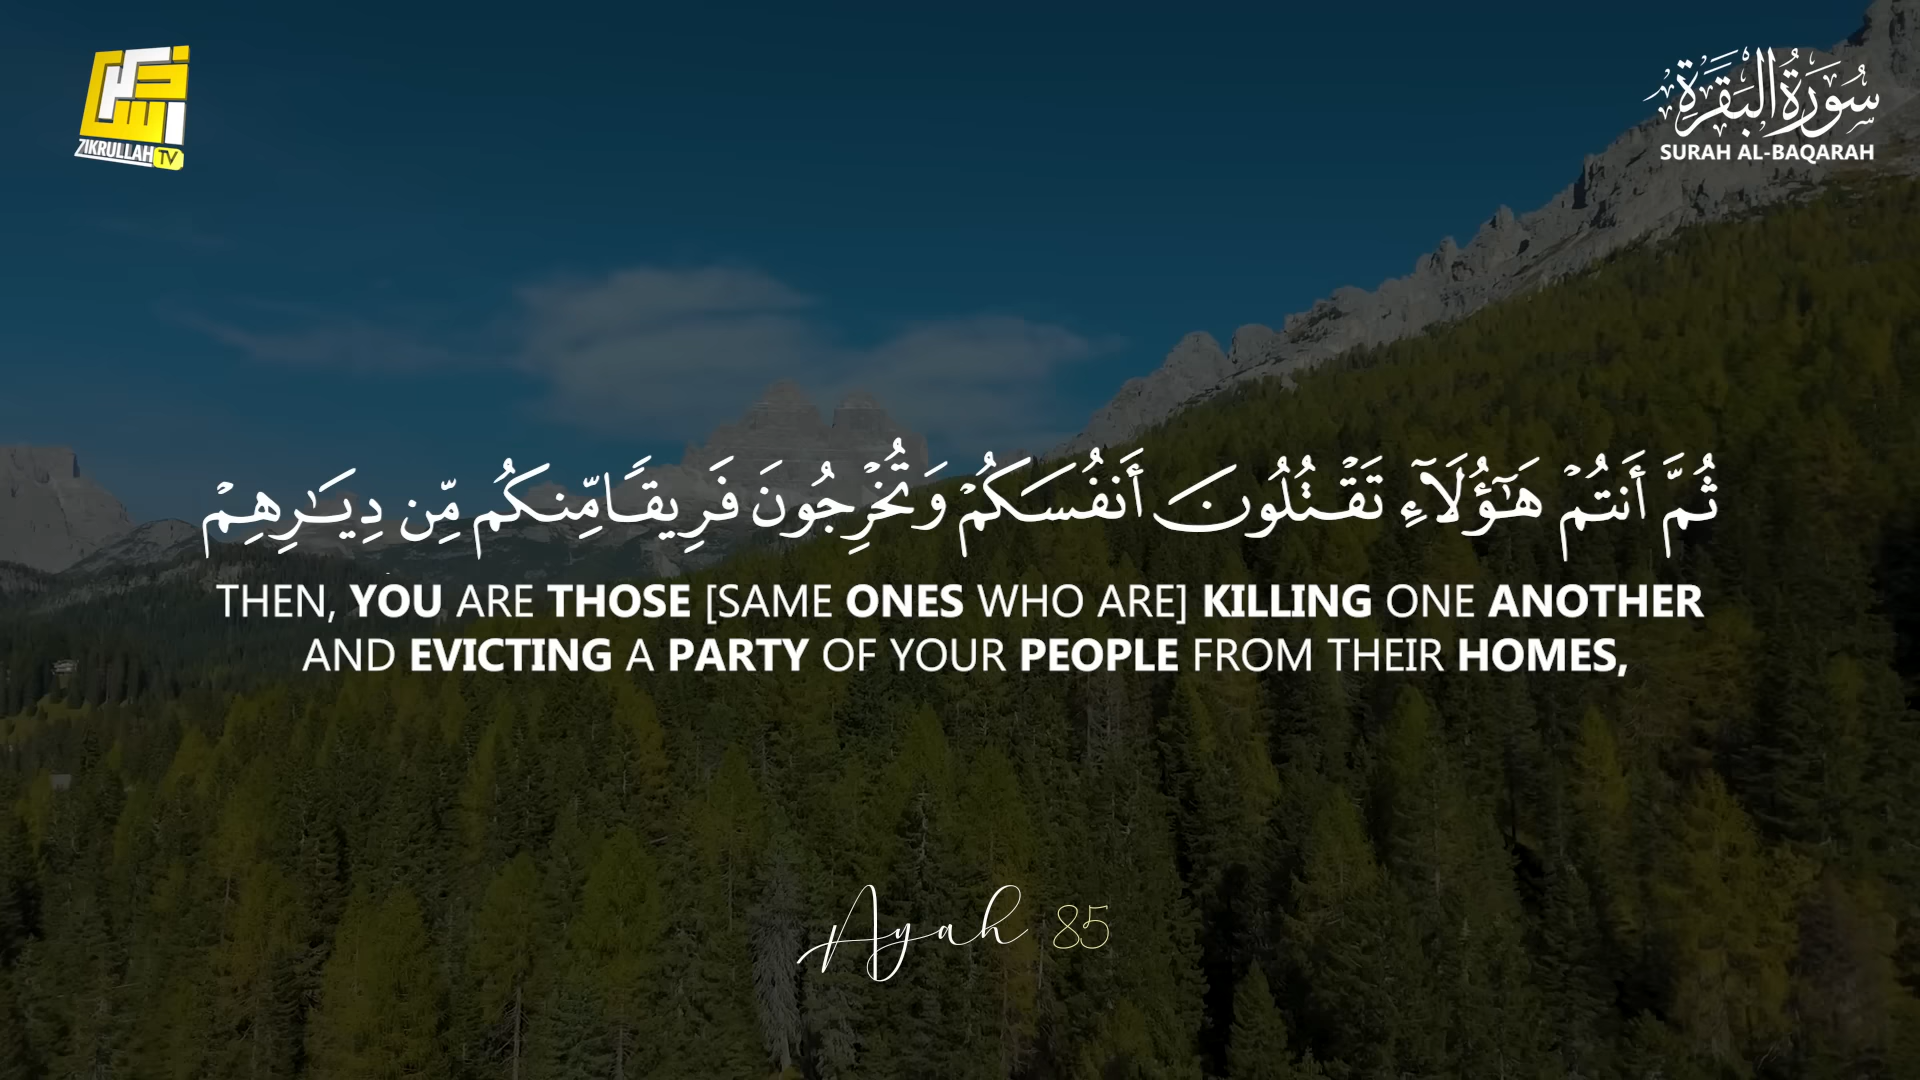 ZIKRULLAH TV
سُورَةُ البَقَرَةِ
SURAH AL-BAQARAH
ثُمَّ أَنتُمْ هَٰٓؤُلَآءِ تَقْتُلُونَ أَنفُسَكُمْ وَتُخْرِجُونَ فَرِيقًا مِّنكُم مِّن دِيَٰرِهِمْ
THEN, YOU ARE THOSE [SAME ONES WHO ARE] KILLING ONE ANOTHER
AND EVICTING A PARTY OF YOUR PEOPLE FROM THEIR HOMES,
Ayah 85